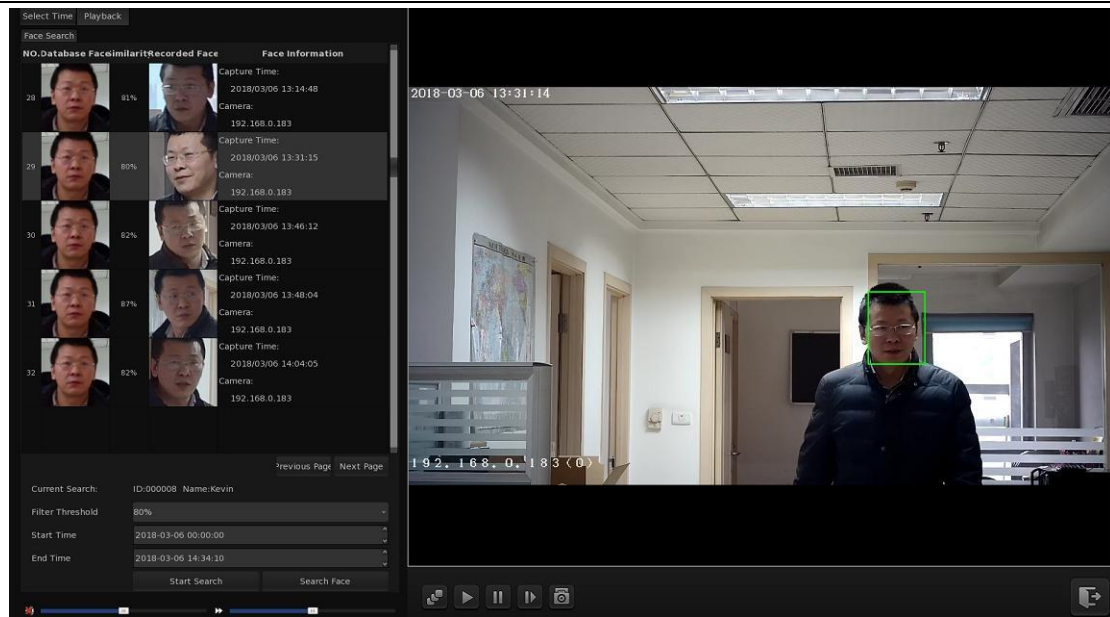 Select Time Playback
Face Search
NO. Database Face imilarity Recorded Face Face Information
28 81% Capture Time:
2018/03/06 13:14:48
Camera:
192.168.0.183
29 80% Capture Time:
2018/03/06 13:31:15
Camera:
192.168.0.183
30 82% Capture Time:
2018/03/06 13:46:12
Camera:
192.168.0.183
31 87% Capture Time:
2018/03/06 13:48:04
Camera:
192.168.0.183
32 82% Capture Time:
2018/03/06 14:04:05
Camera:
192.168.0.183
Previous Page Next Page
Current Search: ID:000008 Name:Kevin
Filter Threshold 80%
Start Time 2018-03-06 00:00:00
End Time 2018-03-06 14:34:10
Start Search Search Face
2018-03-06 13:31:14
192.168.0.183(0)